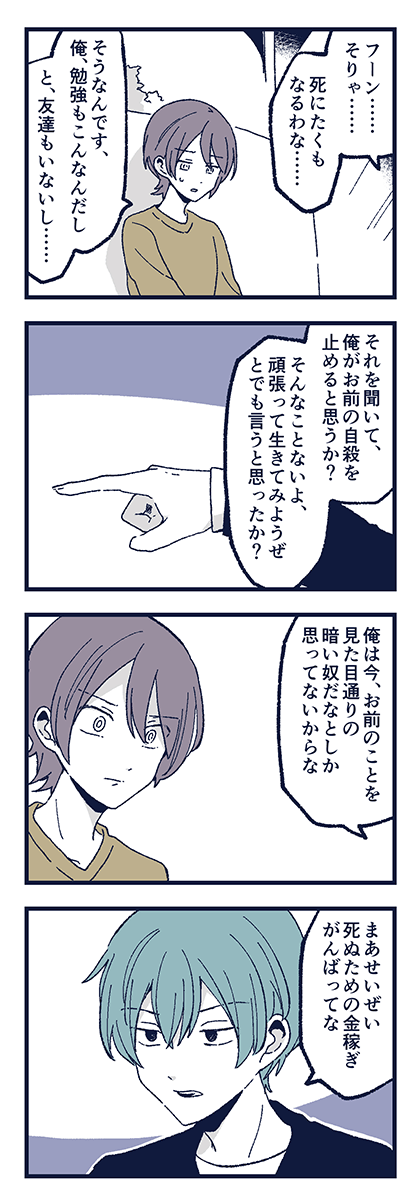 フーン……
そりゃ……
死にたくも
なるわな……
そうなんです、
俺、勉強もこんなんだし
と、友達もいないし……
それを聞いて、
俺がお前の自殺を
止めると思うか？
そんなことないよ、
頑張って生きてみようぜ
とでも言うと思ったか？
俺は今、お前のことを
見た目通りの
暗い奴だなとしか
思ってないからな
まあせいぜい
死ぬための金稼ぎ
がんばってな